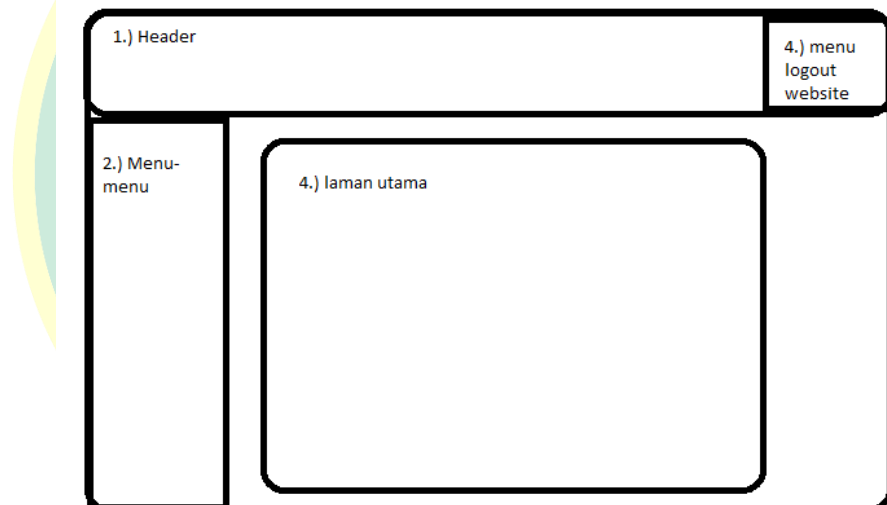 1.) Header
4.) menu
logout
website
2.) Menu-
menu
4.) laman utama